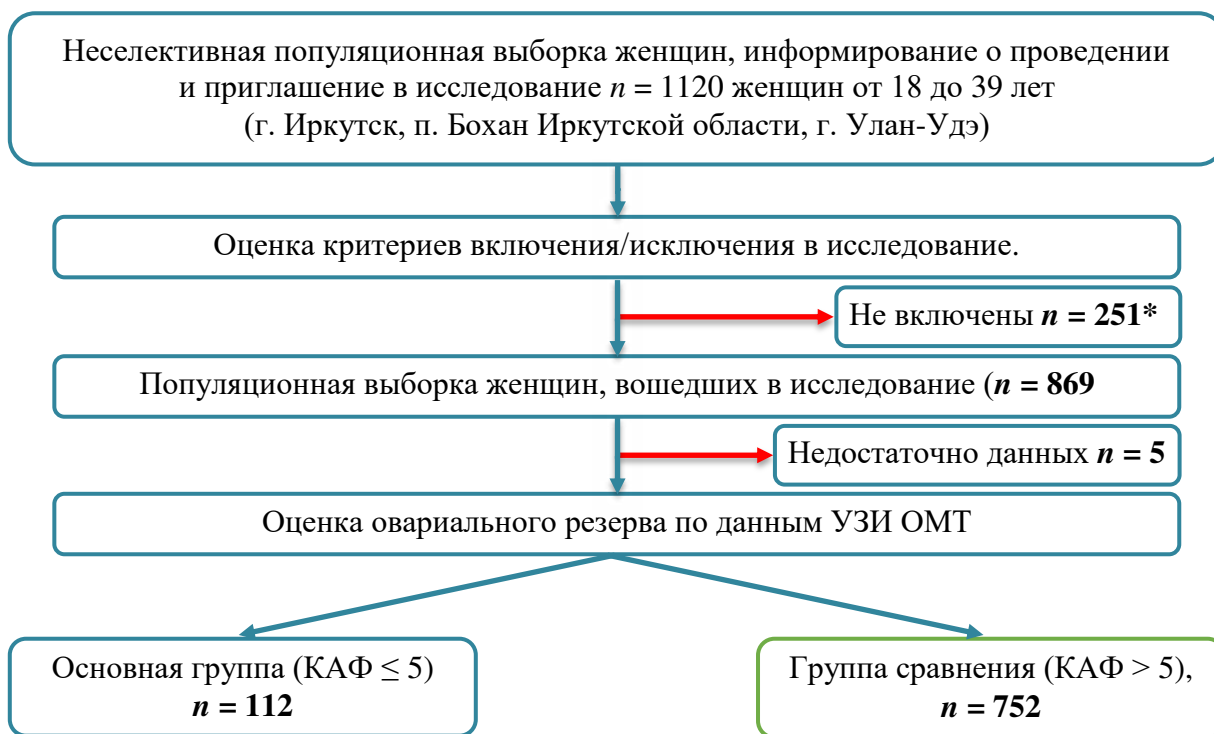 Неселективная популяционная выборка женщин, информирование о проведении
и приглашение в исследование n = 1120 женщин от 18 до 39 лет
(г. Иркутск, п. Бохан Иркутской области, г. Улан-Удэ)
Оценка критериев включения/исключения в исследование.
Не включены n = 251*
Популяционная выборка женщин, вошедших в исследование (n = 869
Недостаточно данных n = 5
Оценка овариального резерва по данным УЗИ ОМТ
Основная группа (КАФ ≤ 5)
n = 112
Группа сравнения (КАФ > 5),
n = 752